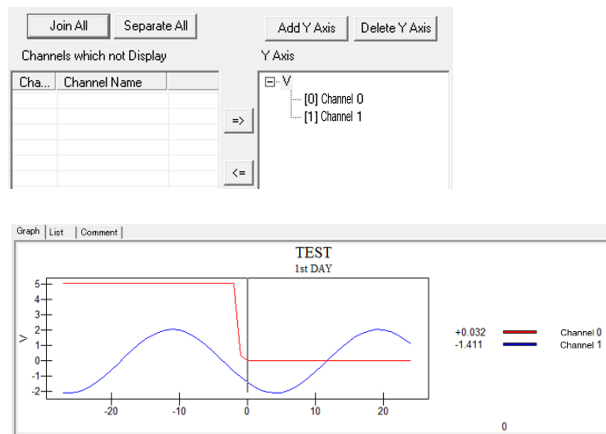 Join All Separate All Add Y Axis Delete Y Axis
Channels which not Display Y Axis
Cha... Channel Name
V
[0] Channel 0
[1] Channel 1
=>
<=
Graph List Comment
TEST
1st DAY
5
4
3
2
1
0
-1
-2
V
-20 -10 0 10 20
+0.032 Channel 0
-1.411 Channel 1
0